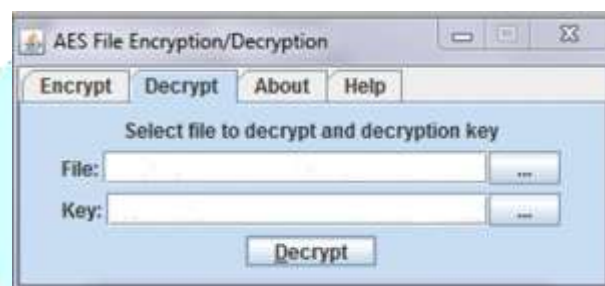 AES File Encryption/Decryption
Encrypt Decrypt About Help
Select file to decrypt and decryption key
File: ...
Key: ...
Decrypt